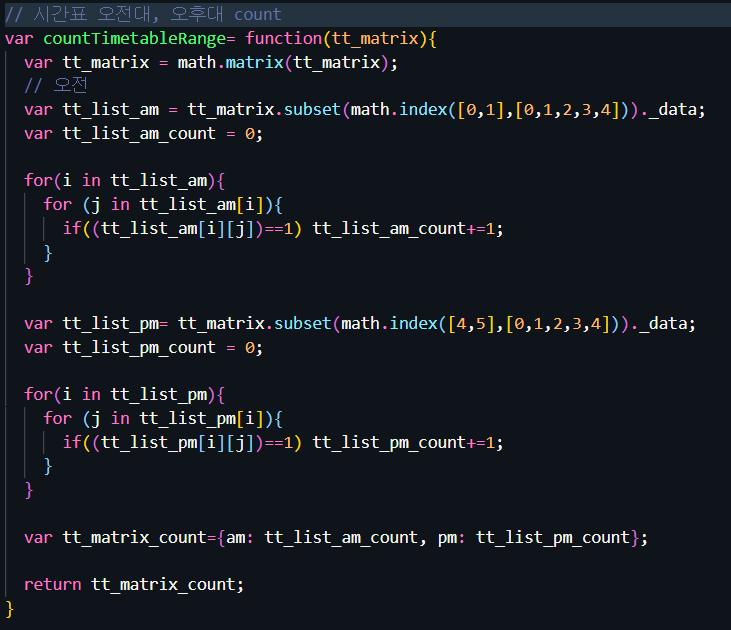 // 시간표 오전대, 오후대 count
var countTimetableRange= function(tt_matrix){
  var tt_matrix = math.matrix(tt_matrix);
  // 오전
  var tt_list_am = tt_matrix.subset(math.index([0,1],[0,1,2,3,4]))._data;
  var tt_list_am_count = 0;

  for(i in tt_list_am){
    for (j in tt_list_am[i]){
      if((tt_list_am[i][j])==1) tt_list_am_count+=1;
    }
  }

  var tt_list_pm= tt_matrix.subset(math.index([4,5],[0,1,2,3,4]))._data;
  var tt_list_pm_count = 0;

  for(i in tt_list_pm){
    for (j in tt_list_pm[i]){
      if((tt_list_pm[i][j])==1) tt_list_pm_count+=1;
    }
  }

  var tt_matrix_count={am: tt_list_am_count, pm: tt_list_pm_count};

  return tt_matrix_count;
}